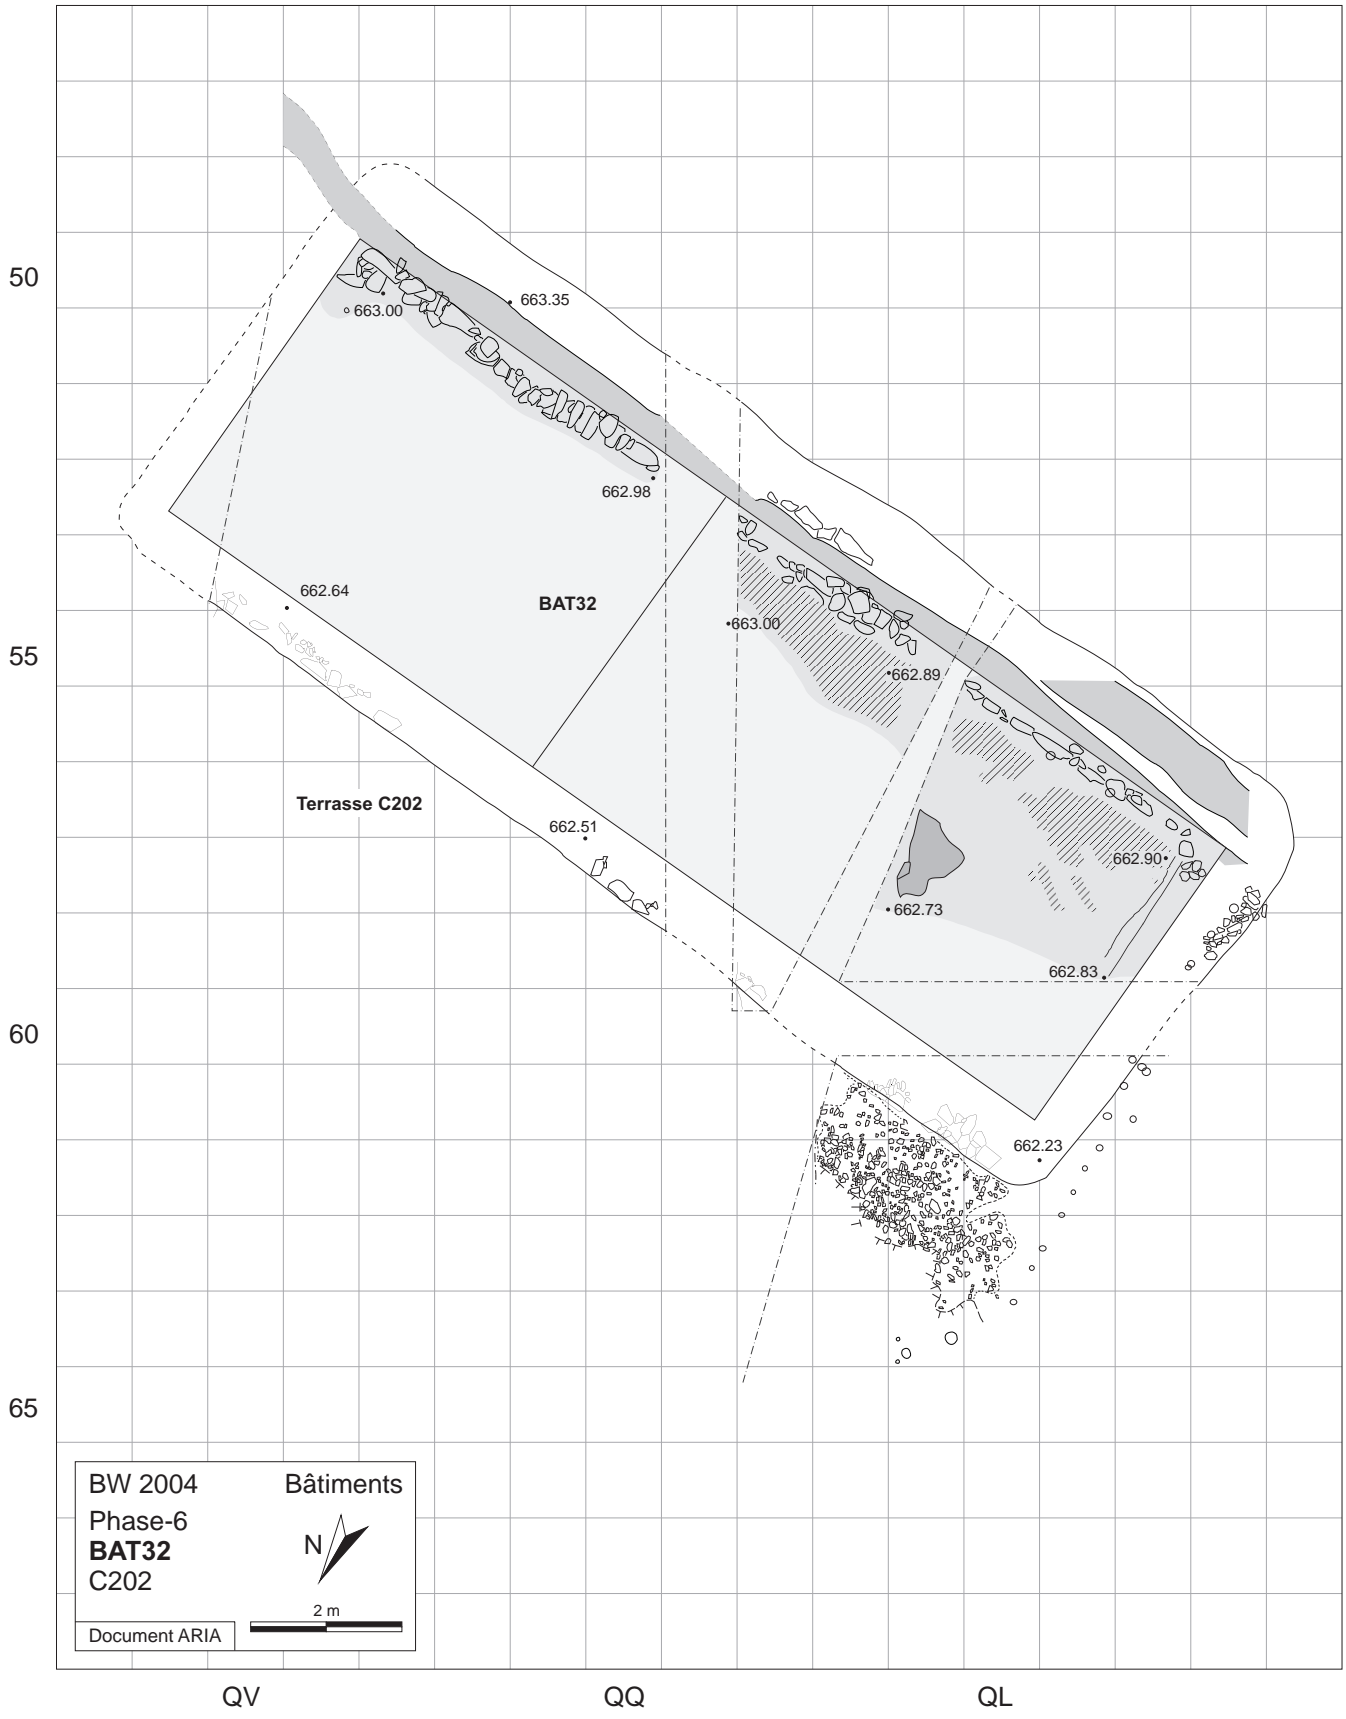 50
663.35
663.00
662.98
662.64
BAT32
663.00
55
662.89
Terrasse C202
662.51
662.90
662.73
662.83
60
662.23
65
BW 2004 Bâtiments
Phase-6
BAT32
N
C202
2 m
Document ARIA
QV QQ QL